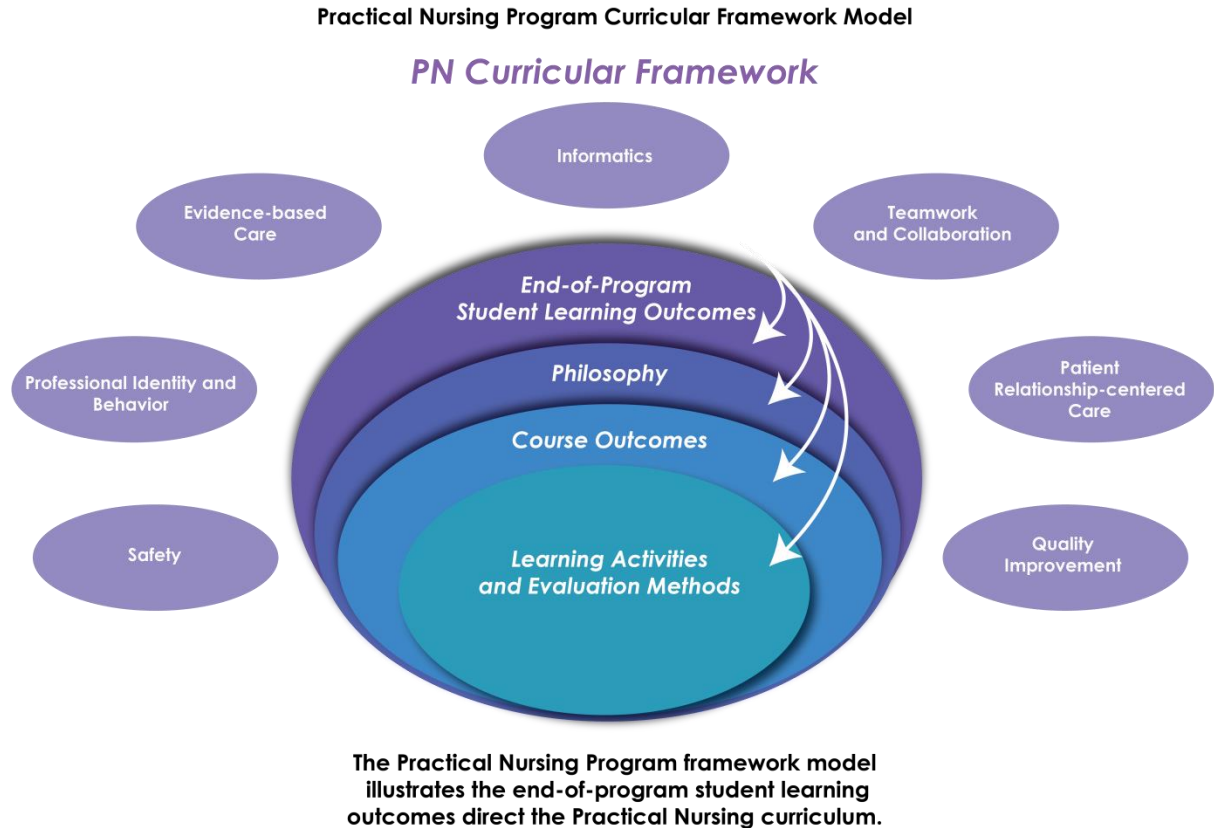 Practical Nursing Program Curricular Framework Model
PN Curricular Framework
Informatics
Evidence-based
Care
Teamwork
and Collaboration
End-of-Program
Student Learning Outcomes
Professional Identity and
Behavior
Philosophy
Patient
Relationship-centered
Care
Course Outcomes
Safety
Learning Activities
and Evaluation Methods
Quality
Improvement
The Practical Nursing Program framework model
illustrates the end-of-program student learning
outcomes direct the Practical Nursing curriculum.